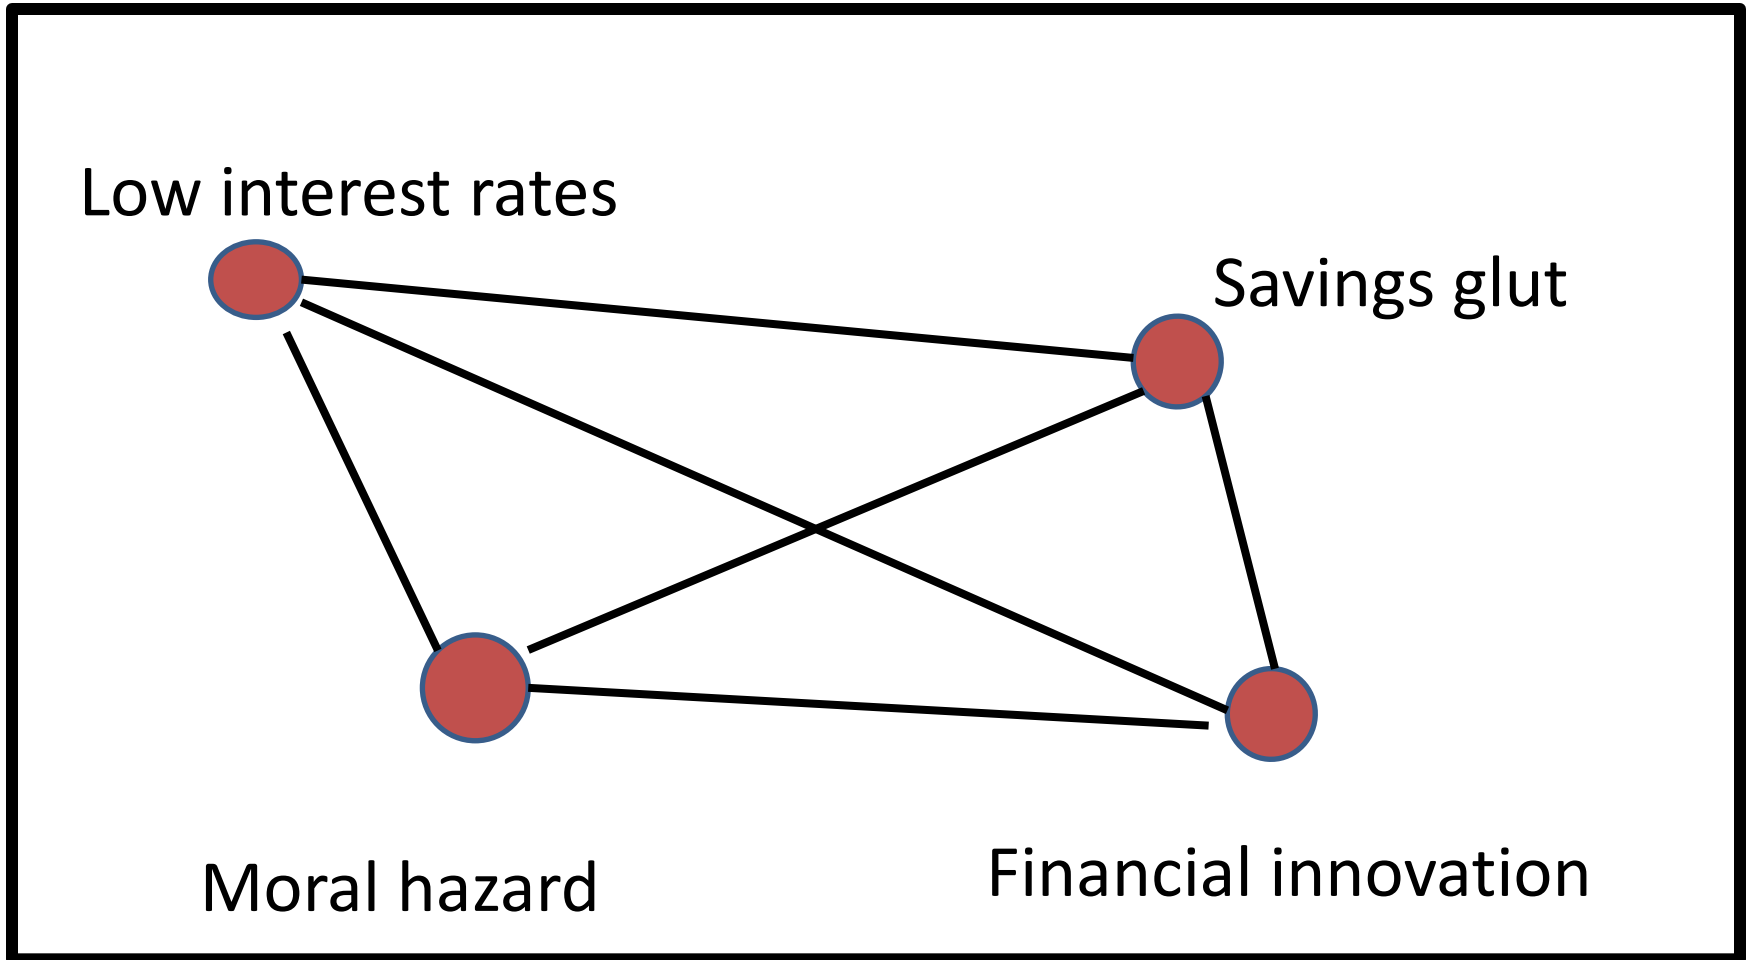 Low interest rates
Savings glut
Moral hazard
Financial innovation